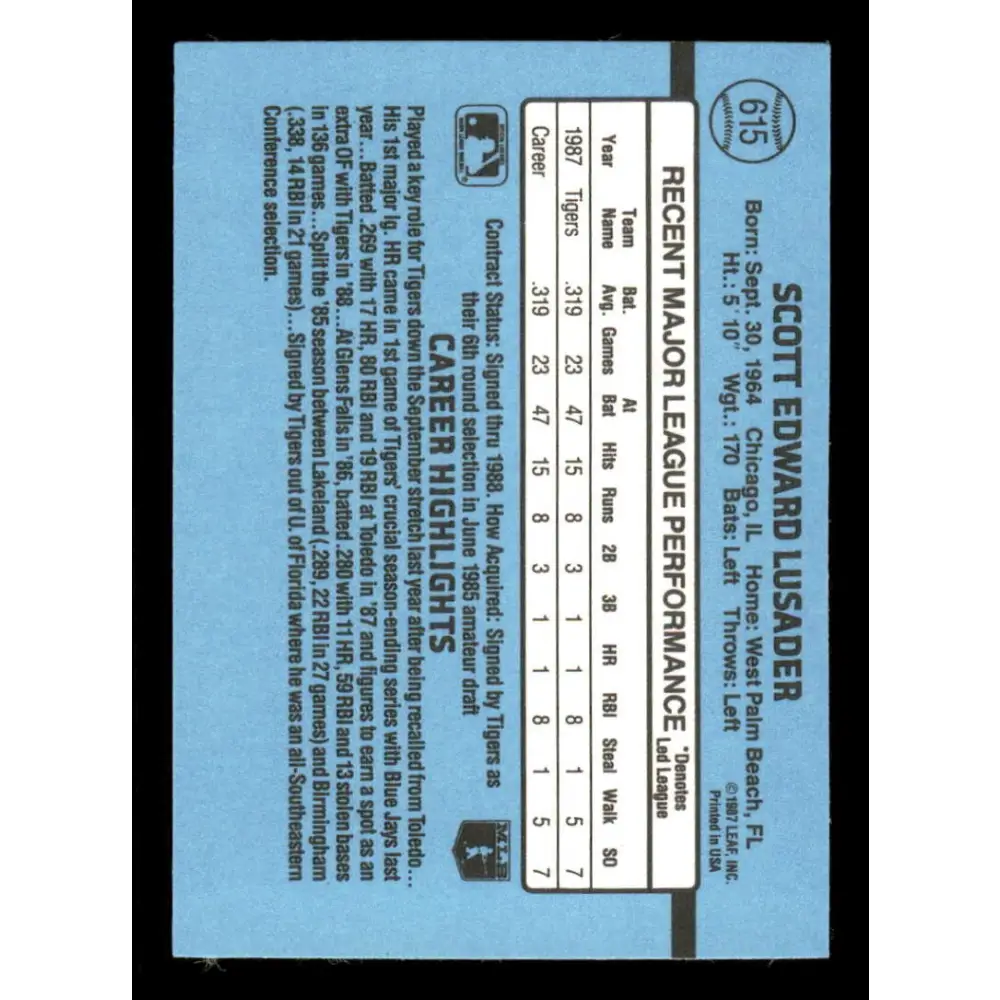 615
SCOTT EDWARD LUSADER
Born: Sept. 30, 1964 Chicago, IL Home: West Palm Beach, FL
Ht.: 5' 10" Wgt.: 170 Bats: Left Throws: Left
©1987 LEAF, INC.
Printed in USA
RECENT MAJOR LEAGUE PERFORMANCE
*Denotes
Led League
Team Bat. At
Year Name Avg. Games Bat Hits Runs 2B 3B HR RBI Steal Walk SO
1987 Tigers .319 23 47 15 8 3 1 1 8 1 5 7
Career .319 23 47 15 8 3 1 1 8 1 5 7
Contract Status: Signed thru 1988. How Acquired: Signed by Tigers as
their 6th round selection in June 1985 amateur draft
MLB
CAREER HIGHLIGHTS
Played a key role for Tigers down the September stretch last year after being recalled from Toledo...
His 1st major lg. HR came in 1st game of Tigers' crucial season-ending series with Blue Jays last
year...Batted .269 with 17 HR, 80 RBI and 19 RBI at Toledo in '87 and figures to earn a spot as an
extra OF with Tigers in '88...At Glens Falls in '86, batted .280 with 11 HR, 59 RBI and 13 stolen bases
in 136 games...Split the '85 season between Lakeland (.289, 22 RBI in 27 games) and Birmingham
(.338, 14 RBI in 21 games)...Signed by Tigers out of U. of Florida where he was an all-Southeastern
Conference selection.